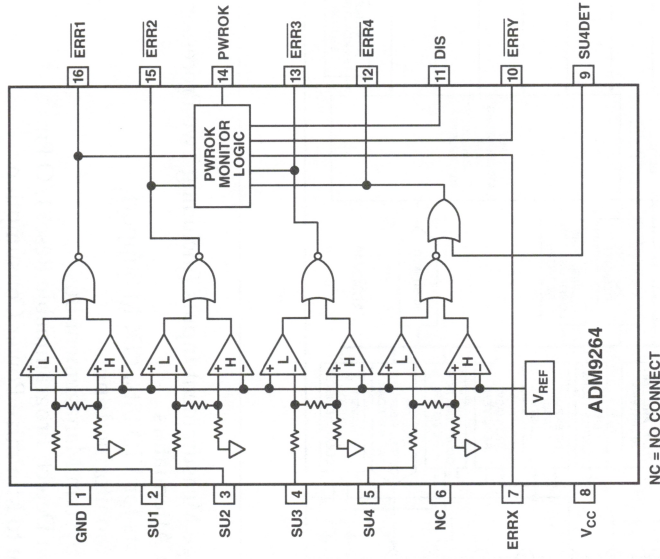 GND 1
SU1 2
SU2 3
SU3 4
SU4 5
NC 6
ERRX 7
VCC 8
16 ERR1
15 ERR2
14 PWROK
13 ERR3
12 ERR4
11 DIS
10 ERRY
9 SU4DET
+ L –
+ H –
+ L –
+ H –
+ L –
+ H –
+ L –
+ H –
PWROK
MONITOR
LOGIC
VREF
ADM9264
NC = NO CONNECT